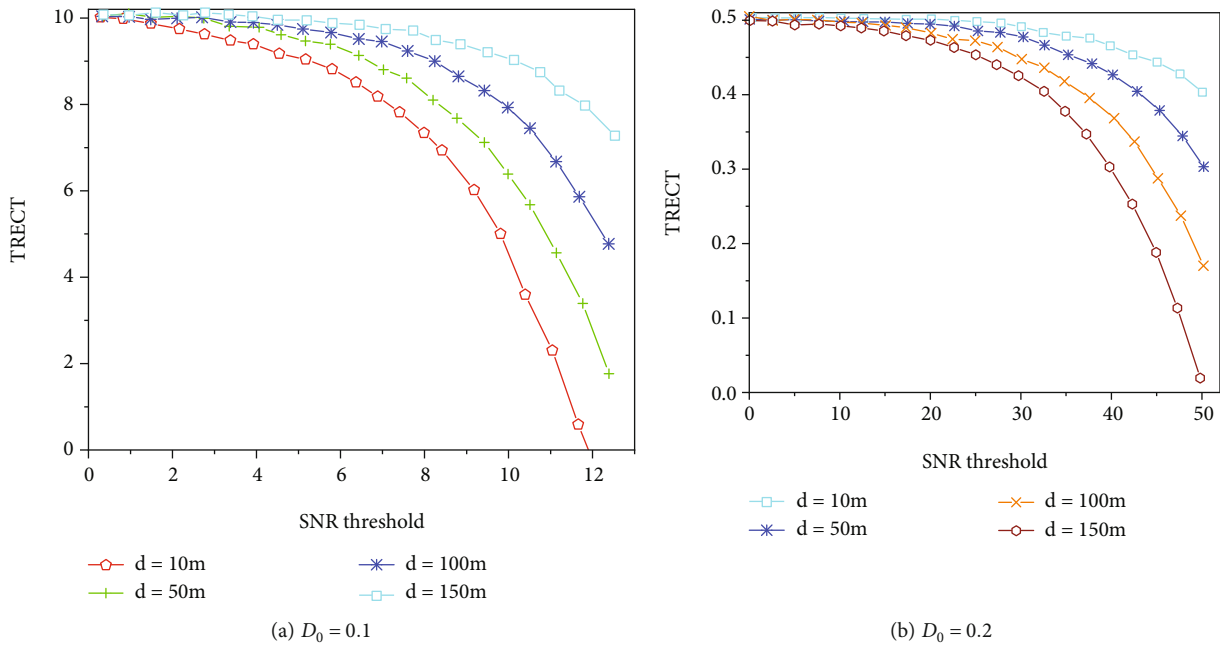 10
8
6
4
2
0
TRECT
0 2 4 6 8 10 12
SNR threshold
d = 10m
d = 50m
d = 100m
d = 150m
(a) D0 = 0.1
0.5
0.4
0.3
0.2
0.1
0.0
TRECT
0 10 20 30 40 50
SNR threshold
d = 10m
d = 50m
d = 100m
d = 150m
(b) D0 = 0.2